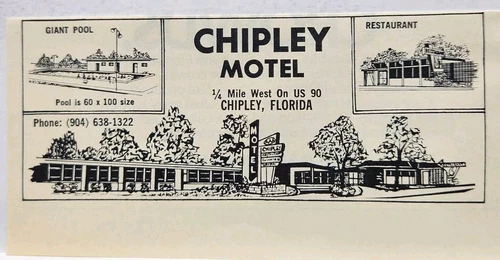 GIANT POOL
Pool is 60 x 100 size
CHIPLEY
MOTEL
¼ Mile West On US 90
CHIPLEY, FLORIDA
RESTAURANT
Phone: (904) 638-1322
MOTEL
CHIPLEY